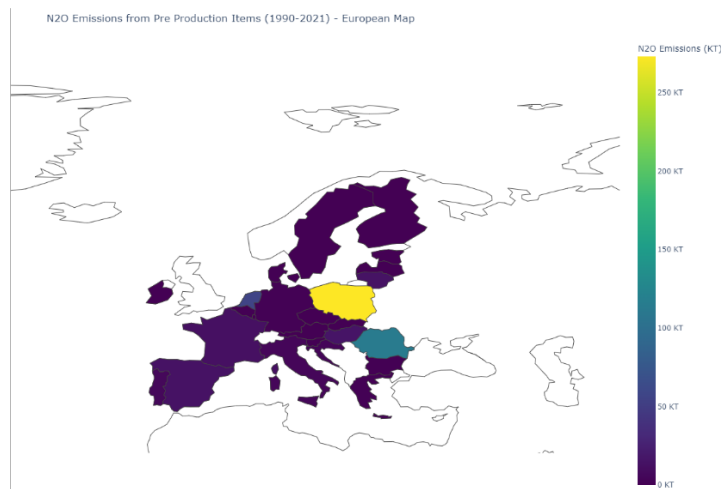 N2O Emissions from Pre Production Items (1990-2021) - European Map
N2O Emissions (KT)
250 KT
200 KT
150 KT
100 KT
50 KT
0 KT